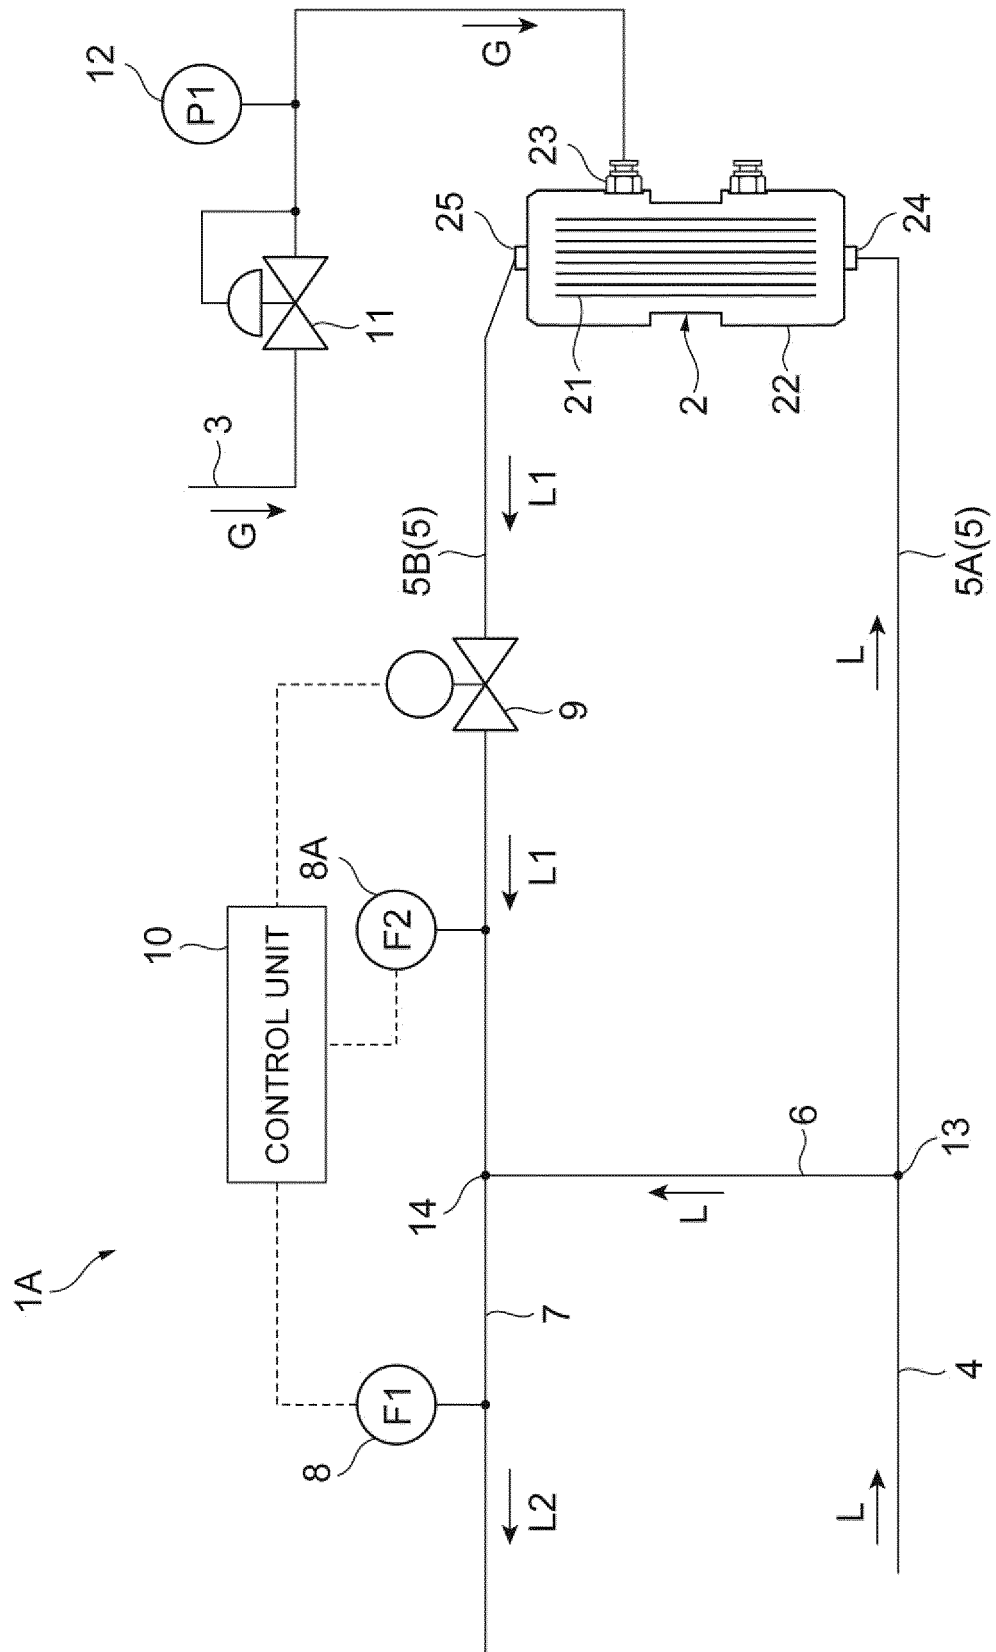 1A
8
F1
L2
L
4
7
14
L
6
13
10
CONTROL UNIT
8A
F2
L1
9
L
5B(5)
5A(5)
L1
G
3
11
12
P1
G
25
23
24
21
2
22